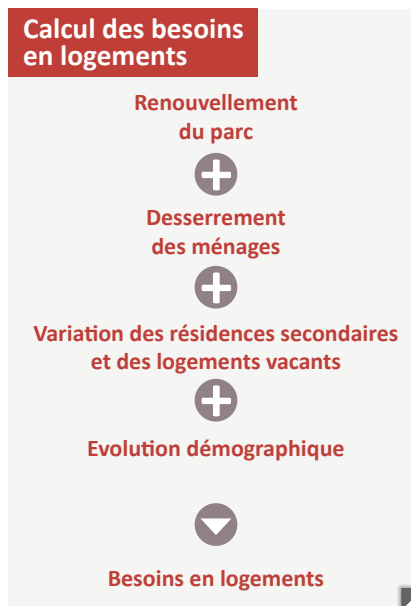 Calcul des besoins
en logements
Renouvellement
du parc
Desserrement
des ménages
Variation des résidences secondaires
et des logements vacants
Evolution démographique
Besoins en logements